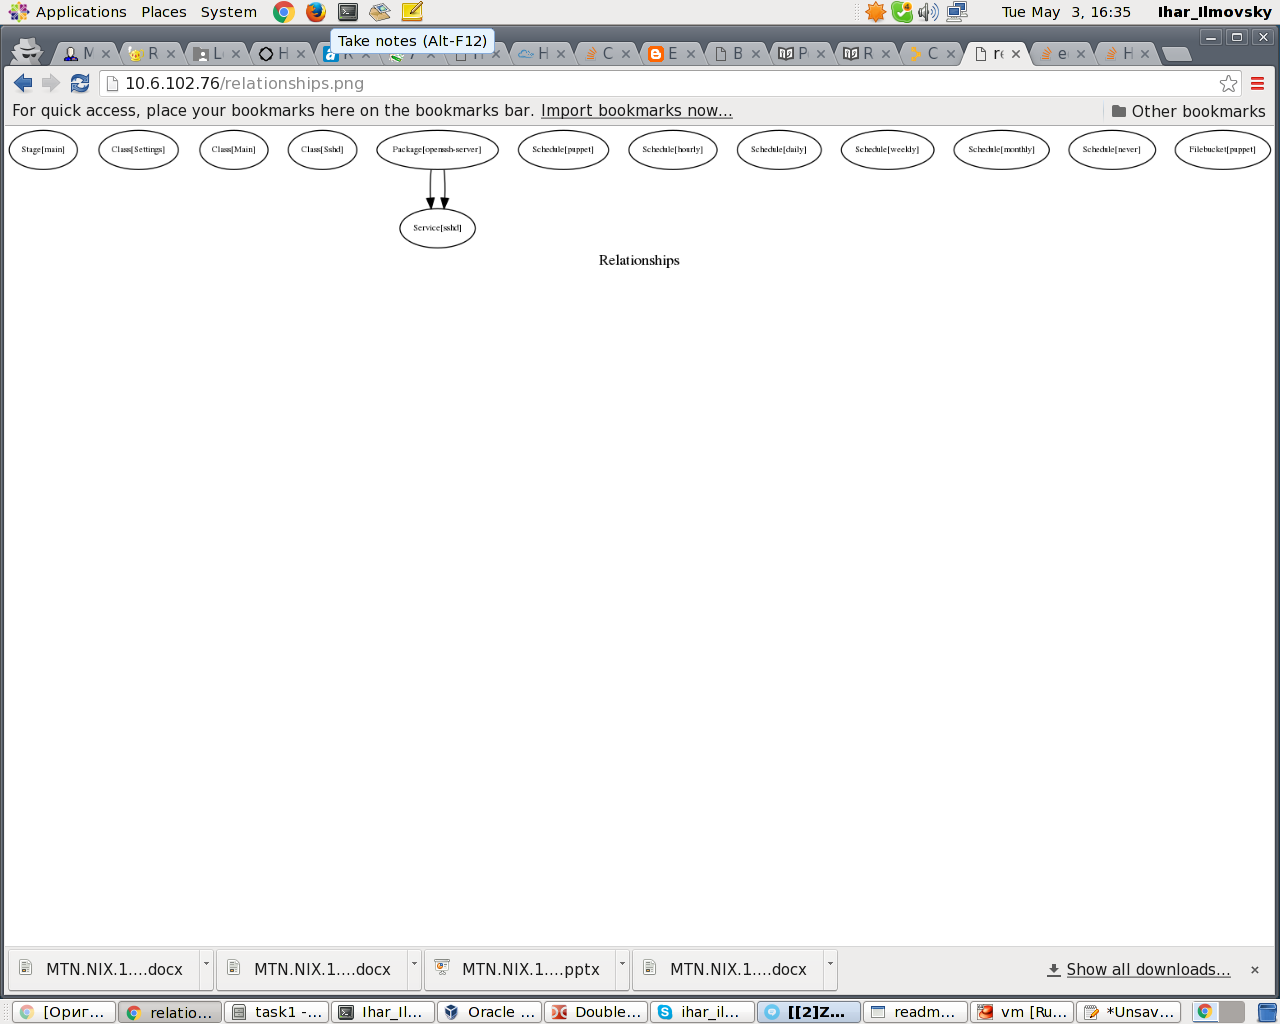 Applications Places System Tue May 3, 16:35 Ihar_Ilmovsky
Take notes (Alt-F12)
M R L H C E B P R C re e H
10.6.102.76/relationships.png
For quick access, place your bookmarks here on the bookmarks bar. Import bookmarks now... Other bookmarks
Stage[main] Class[Settings] Class[Main] Class[Sshd] Package[openssh-server] Schedule[puppet] Schedule[hourly] Schedule[daily] Schedule[weekly] Schedule[monthly] Schedule[never] Filebucket[puppet]
Service[sshd]
Relationships
MTN.NIX.1....docx MTN.NIX.1....docx MTN.NIX.1....pptx MTN.NIX.1....docx Show all downloads...
[Ориг... relatio... task1 -... Ihar_Il... Oracle ... Double... ihar_il... [[2]Z... readm... vm [Ru... *Unsav...